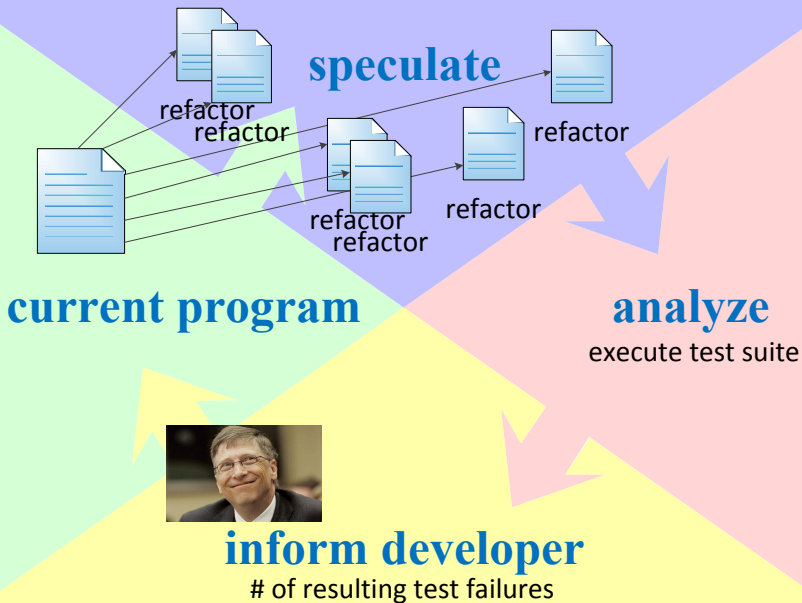 speculate
refactor
refactor
refactor
refactor
refactor
refactor
current program
analyze
execute test suite
inform developer
# of resulting test failures